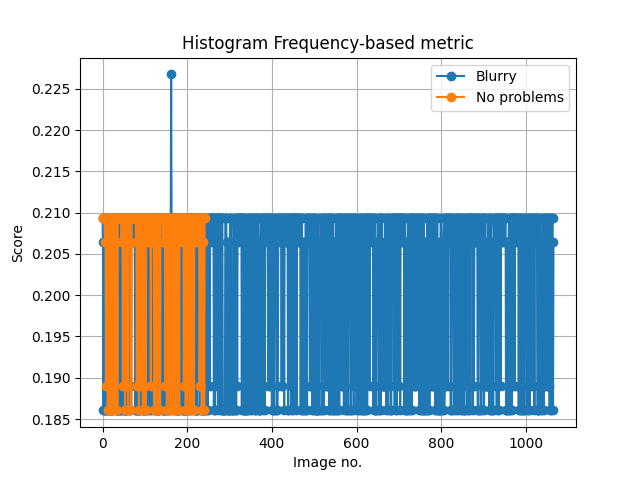 Histogram Frequency-based metric
Blurry
No problems
Score
0.225
0.220
0.215
0.210
0.205
0.200
0.195
0.190
0.185
0 200 400 600 800 1000
Image no.